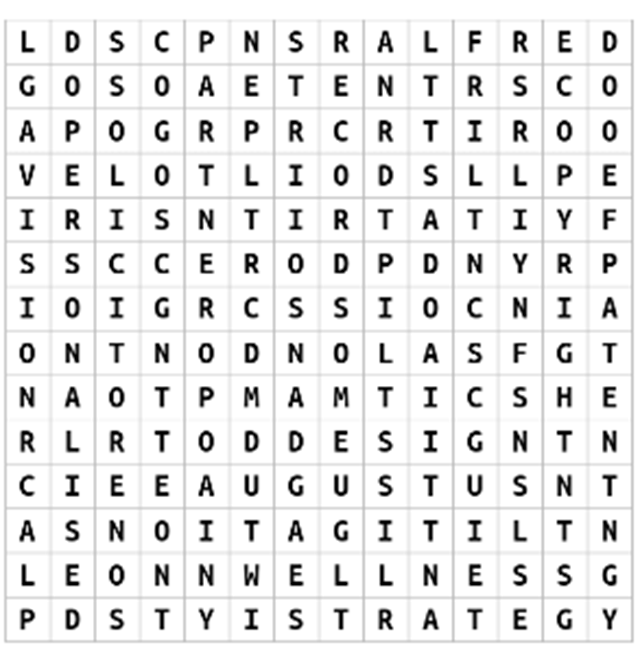 L D S C P N S R A L F R E D
G O S O A E T E N T R S C O
A P O G R P R C R T I R O O
V E L O T L I O D S L L P E
I R I S N T I R T A T I Y F
S S C C E R O D P D N Y R P
I O I G R C S S I O C N I A
O N T N O D N O L A S F G T
N A O T P M A M T I C S H E
R L R T O D D E S I G N T N
C I E E A U G U S T U S N T
A S N O I T A G I T I L T N
L E O N N W E L L N E S S G
P D S T Y I S T R A T E G Y